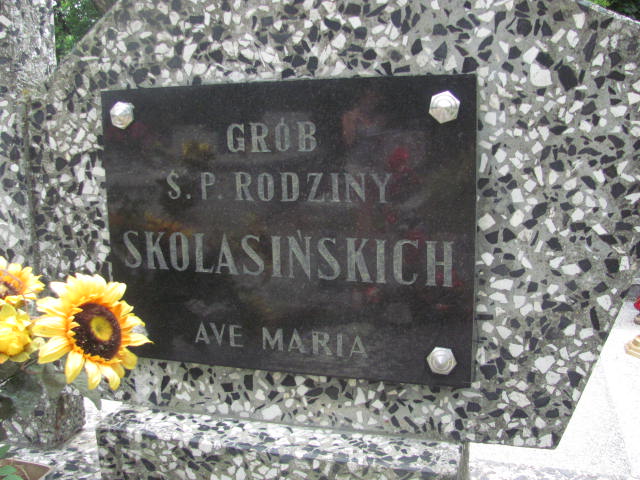 GRÓB
Ś.P. RODZINY
SKOLASIŃSKICH
AVE MARIA